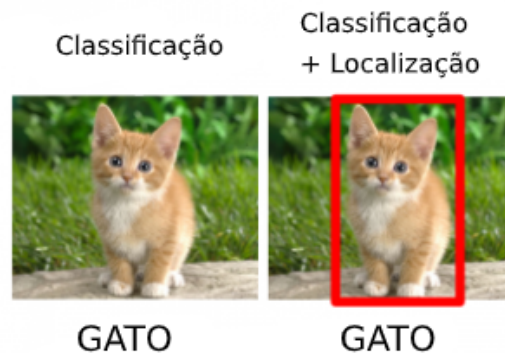 Classificação
Classificação
+ Localização
GATO
GATO